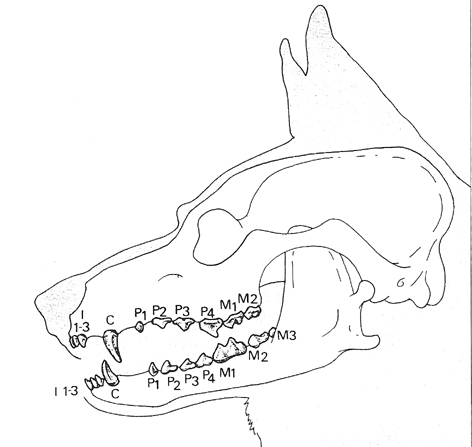 I
1-3 C P1 P2 P3 P4 M1 M2
M3
I 1-3 C P1 P2 P3 P4 M1 M2